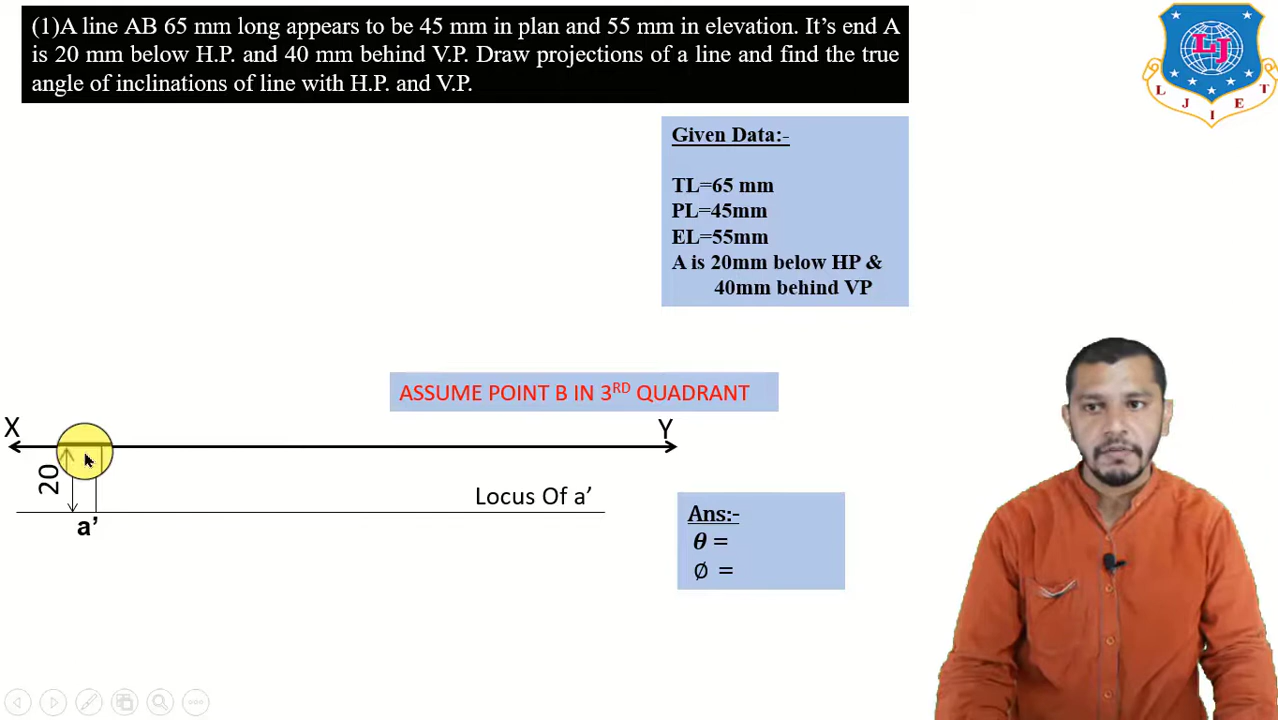 (1)A line AB 65 mm long appears to be 45 mm in plan and 55 mm in elevation. It’s end A
is 20 mm below H.P. and 40 mm behind V.P. Draw projections of a line and find the true
angle of inclinations of line with H.P. and V.P.
LJ
L J I E T
Given Data:-
TL=65 mm
PL=45mm
EL=55mm
A is 20mm below HP &
40mm behind VP
ASSUME POINT B IN 3RD QUADRANT
X
Y
20
Locus Of a’
a’
Ans:-
θ =
∅ =